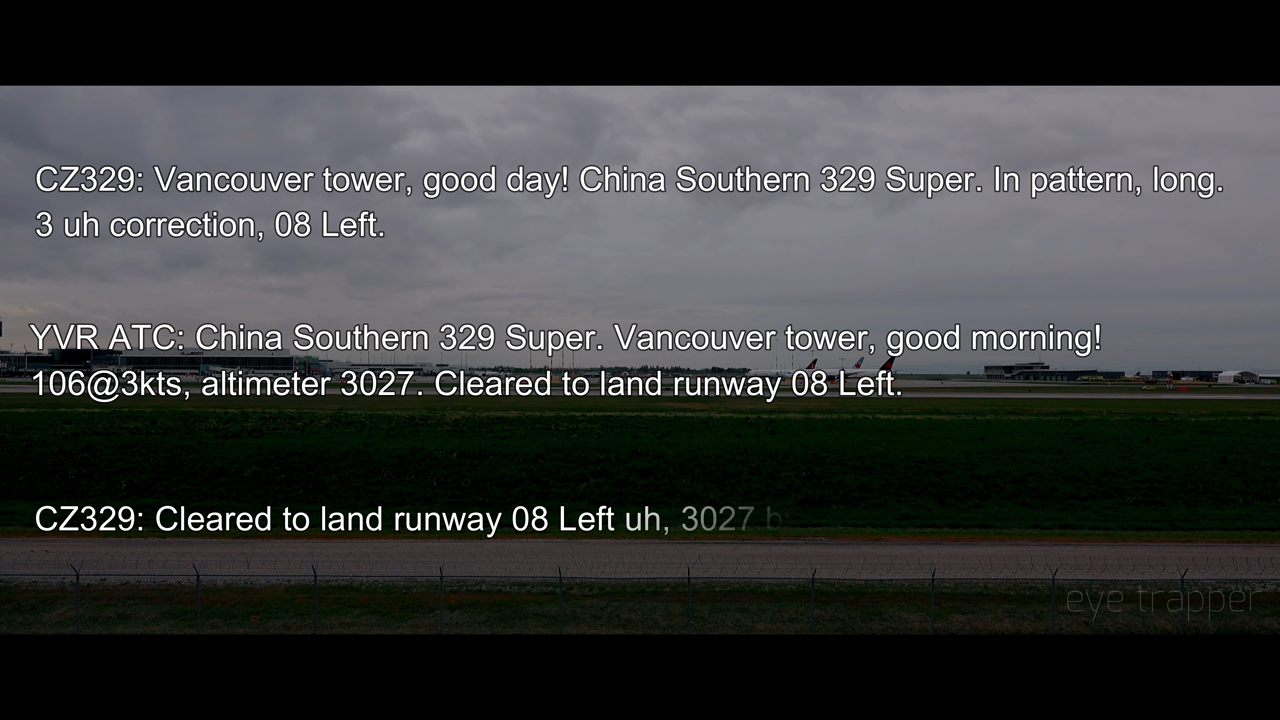 CZ329: Vancouver tower, good day! China Southern 329 Super. In pattern, long.
3 uh correction, 08 Left.
YVR ATC: China Southern 329 Super. Vancouver tower, good morning!
106@3kts, altimeter 3027. Cleared to land runway 08 Left.
CZ329: Cleared to land runway 08 Left uh, 3027
eye trapper